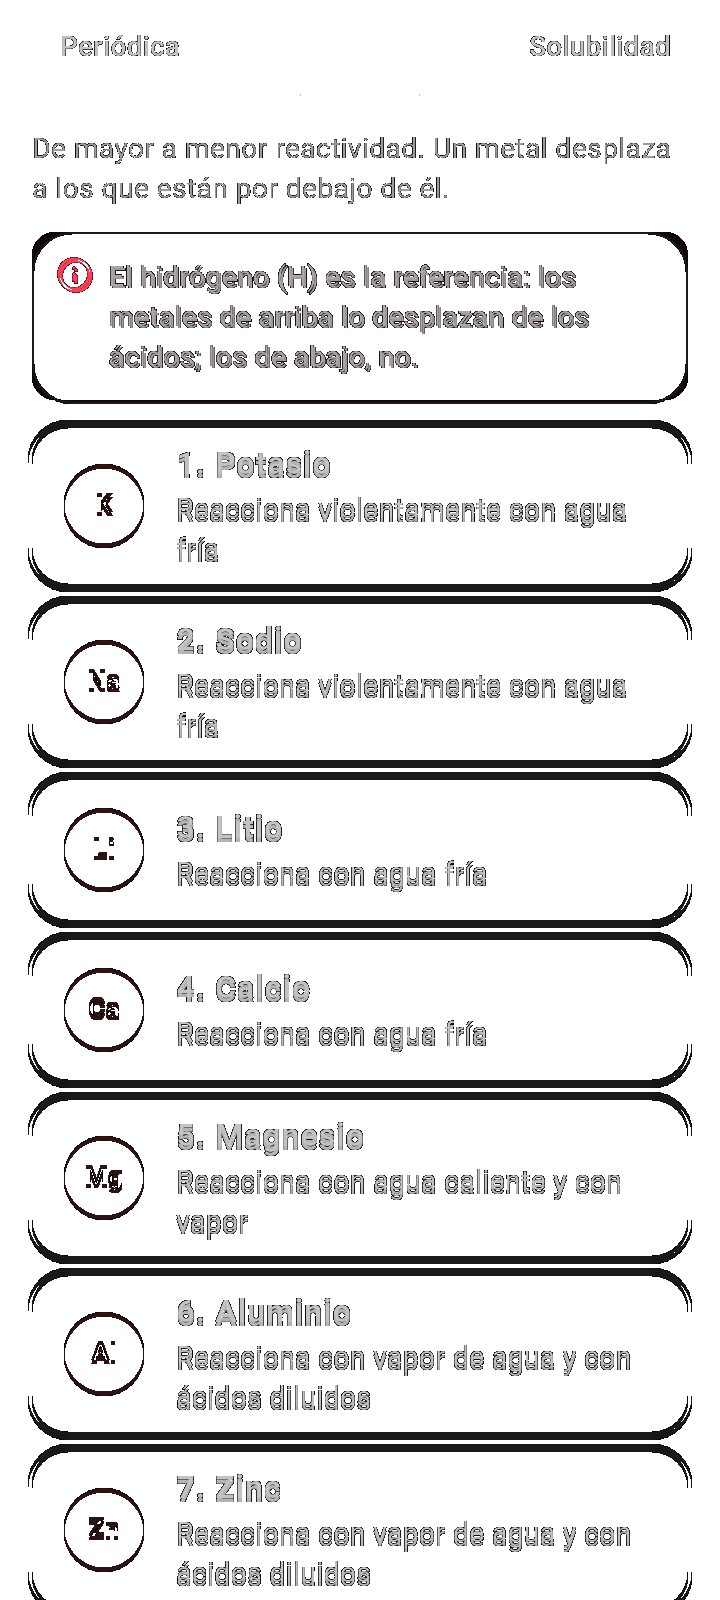 Periódica Solubilidad
De mayor a menor reactividad. Un metal desplaza
a los que están por debajo de él.
El hidrógeno (H) es la referencia: los
metales de arriba lo desplazan de los
ácidos; los de abajo, no.
1. Potasio
K
Reacciona violentamente con agua
fría
2. Sodio
Na
Reacciona violentamente con agua
fría
3. Litio
Reacciona con agua fría
4. Calcio
Ca
Reacciona con agua fría
5. Magnesio
Mg
Reacciona con agua caliente y con
vapor
6. Aluminio
Al
Reacciona con vapor de agua y con
ácidos diluidos
7. Zinc
Zn
Reacciona con vapor de agua y con
ácidos diluidos